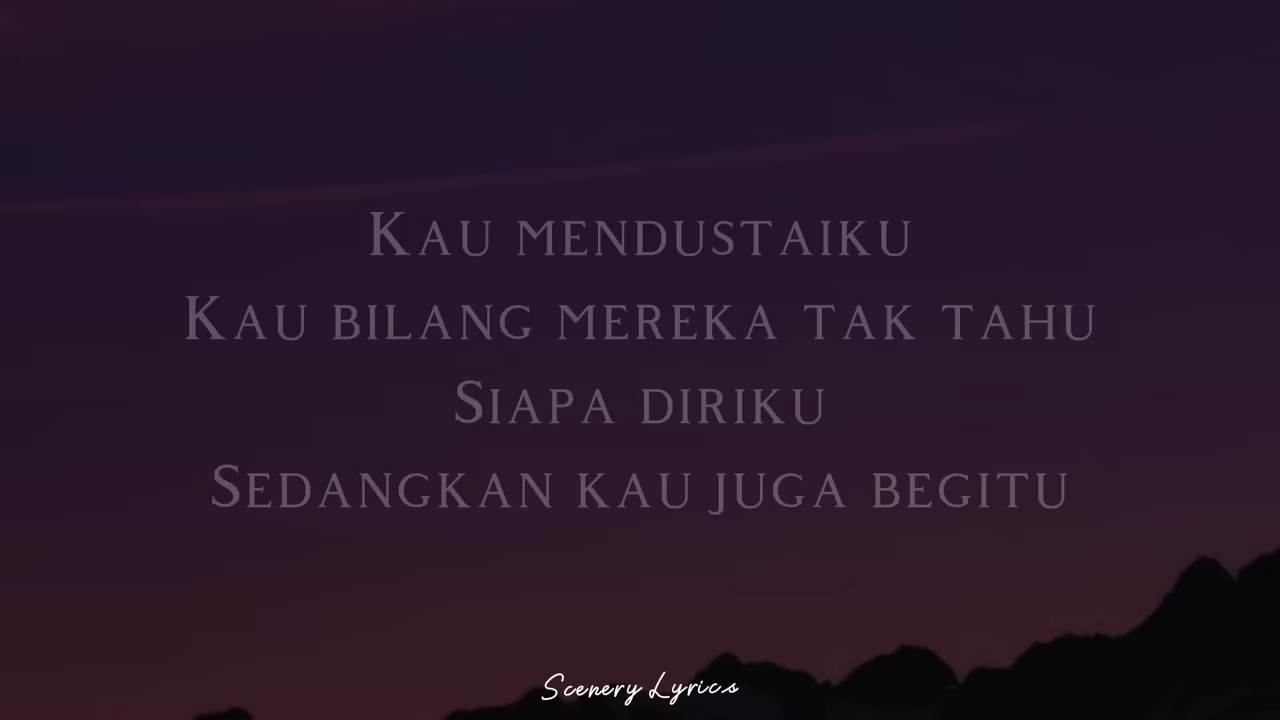 Kau mendustaiku
Kau bilang mereka tak tahu
Siapa diriku
Sedangkan kau juga begitu
Scenery Lyrics